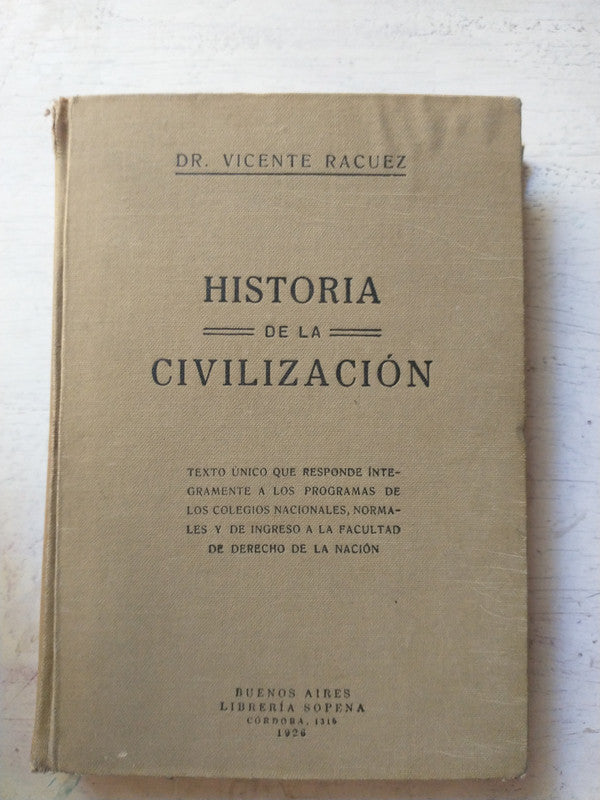 DR. VICENTE RACUEZ
HISTORIA
DE LA
CIVILIZACIÓN
TEXTO ÚNICO QUE RESPONDE ÍNTE-
GRAMENTE A LOS PROGRAMAS DE
LOS COLEGIOS NACIONALES, NORMA-
LES Y DE INGRESO A LA FACULTAD
DE DERECHO DE LA NACIÓN
BUENOS AIRES
LIBRERÍA SOPENA
CÓRDOBA, 1316
1926